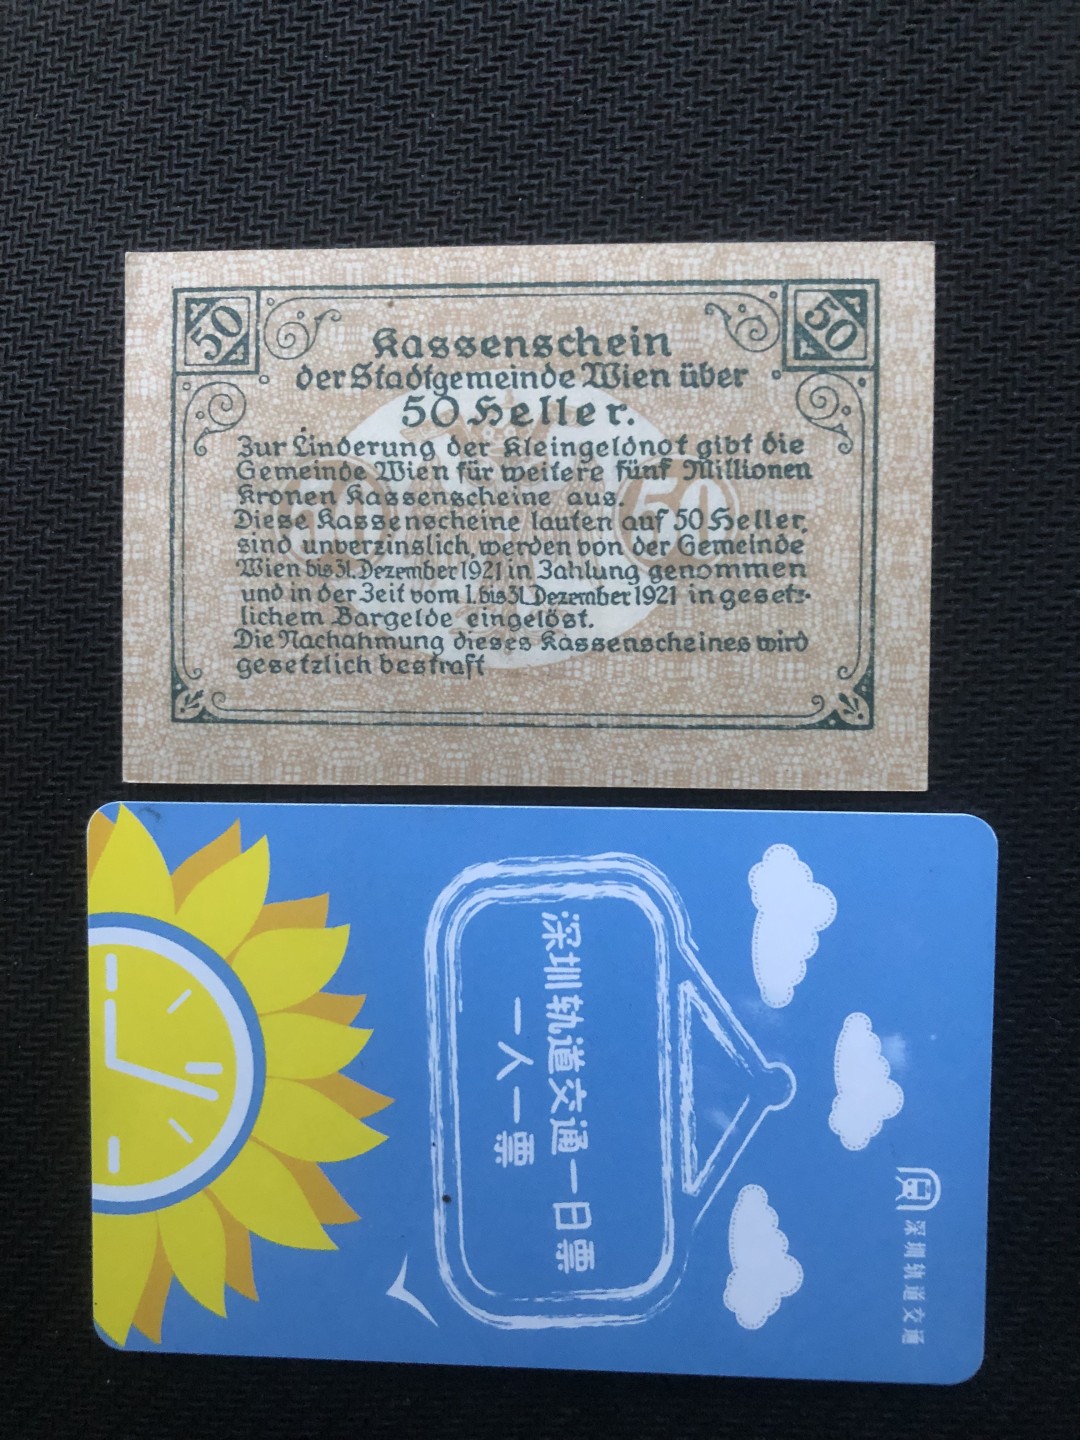 50
50
Kassenschein
der Stadtgemeinde Wien über
50 Heller.
Zur Linderung der Kleingeldnot gibt die
Gemeinde Wien für weitere fünf Millionen
Kronen Kassenscheine aus.
Diese Kassenscheine lauten auf 50 Heller,
sind unverzinslich, werden von der Gemeinde
Wien bis 31. Dezember 1921 in Zahlung genommen
und in der Zeit vom 1. bis 31. Dezember 1921 in gesetz-
lichem Bargelde eingelöst.
Die Nachahmung dieses Kassenscheines wird
gesetzlich bestraft
50
50
深圳轨道交通一日票
一人一票
深圳轨道交通